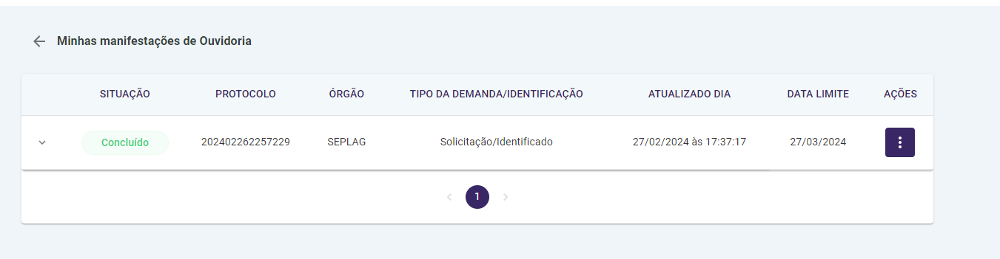 Minhas manifestações de Ouvidoria
SITUAÇÃO PROTOCOLO ÓRGÃO TIPO DA DEMANDA/IDENTIFICAÇÃO ATUALIZADO DIA DATA LIMITE AÇÕES
Concluído 202402262257229 SEPLAG Solicitação/Identificado 27/02/2024 às 17:37:17 27/03/2024
1